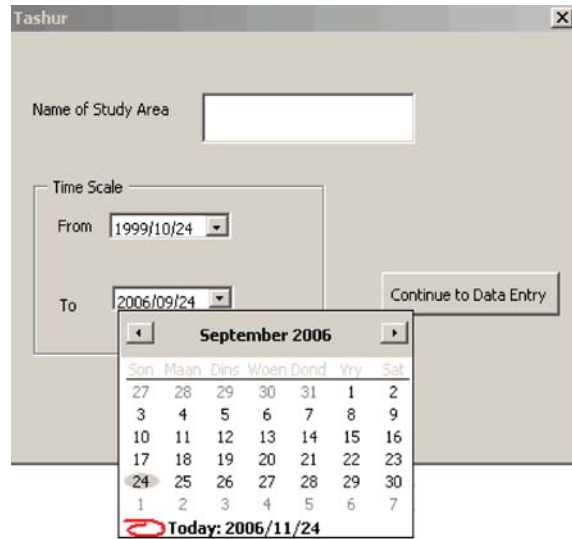 Tashur
Name of Study Area
Time Scale
From 1999/10/24
To 2006/09/24
Continue to Data Entry
September 2006
Son Maan Dins Woen Dond Vry Sat
27 28 29 30 31 1 2
3 4 5 6 7 8 9
10 11 12 13 14 15 16
17 18 19 20 21 22 23
24 25 26 27 28 29 30
1 2 3 4 5 6 7
Today: 2006/11/24